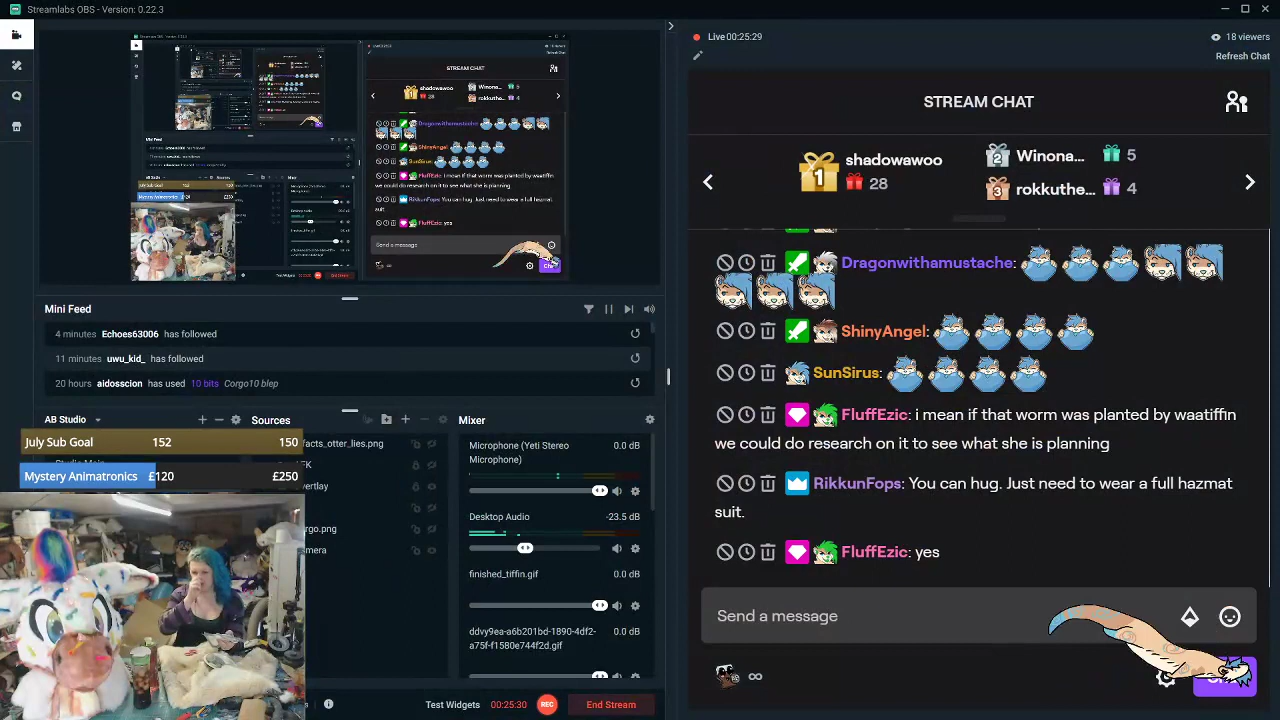 Streamlabs OBS - Version: 0.22.3
Live 00:25:29
18 viewers
Refresh Chat
STREAM CHAT
shadowawoo
28
Winona...
5
rokkuthe...
4
1
2
3
Dragonwithamustache:
ShinyAngel:
SunSirus:
FluffEzic: i mean if that worm was planted by waatiffin
we could do research on it to see what she is planning
RikkunFops: You can hug. Just need to wear a full hazmat
suit.
FluffEzic: yes
Send a message
Mini Feed
4 minutes Echoes63006 has followed
11 minutes uwu_kid_ has followed
20 hours aidosscion has used 10 bits Corgo10 blep
AB Studio
Sources
Mixer
July Sub Goal 152 150
Mystery Animatronics £120 £250
facts_otter_lies.png
Microphone (Yeti Stereo
Microphone)
0.0 dB
Desktop Audio
-23.5 dB
finished_tiffin.gif
0.0 dB
ddvy9ea-a6b201bd-1890-4df2-
a75f-f1580e744f2d.gif
0.0 dB
Test Widgets
00:25:30
REC
End Stream